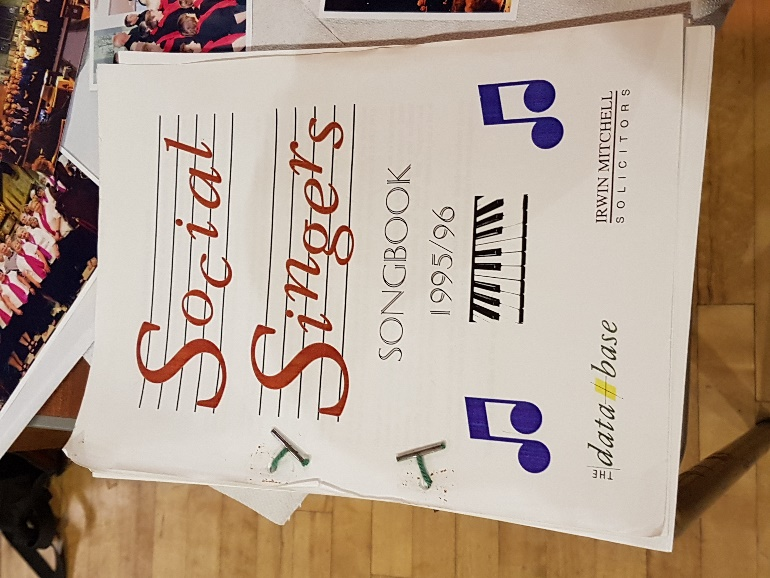 Social
Singers
SONGBOOK
1995/96
THE data base
IRWIN MITCHELL
SOLICITORS